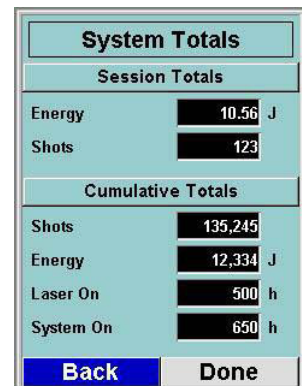 System Totals
Session Totals
Energy 10.56 J
Shots 123
Cumulative Totals
Shots 135,245
Energy 12,334 J
Laser On 500 h
System On 650 h
Back Done